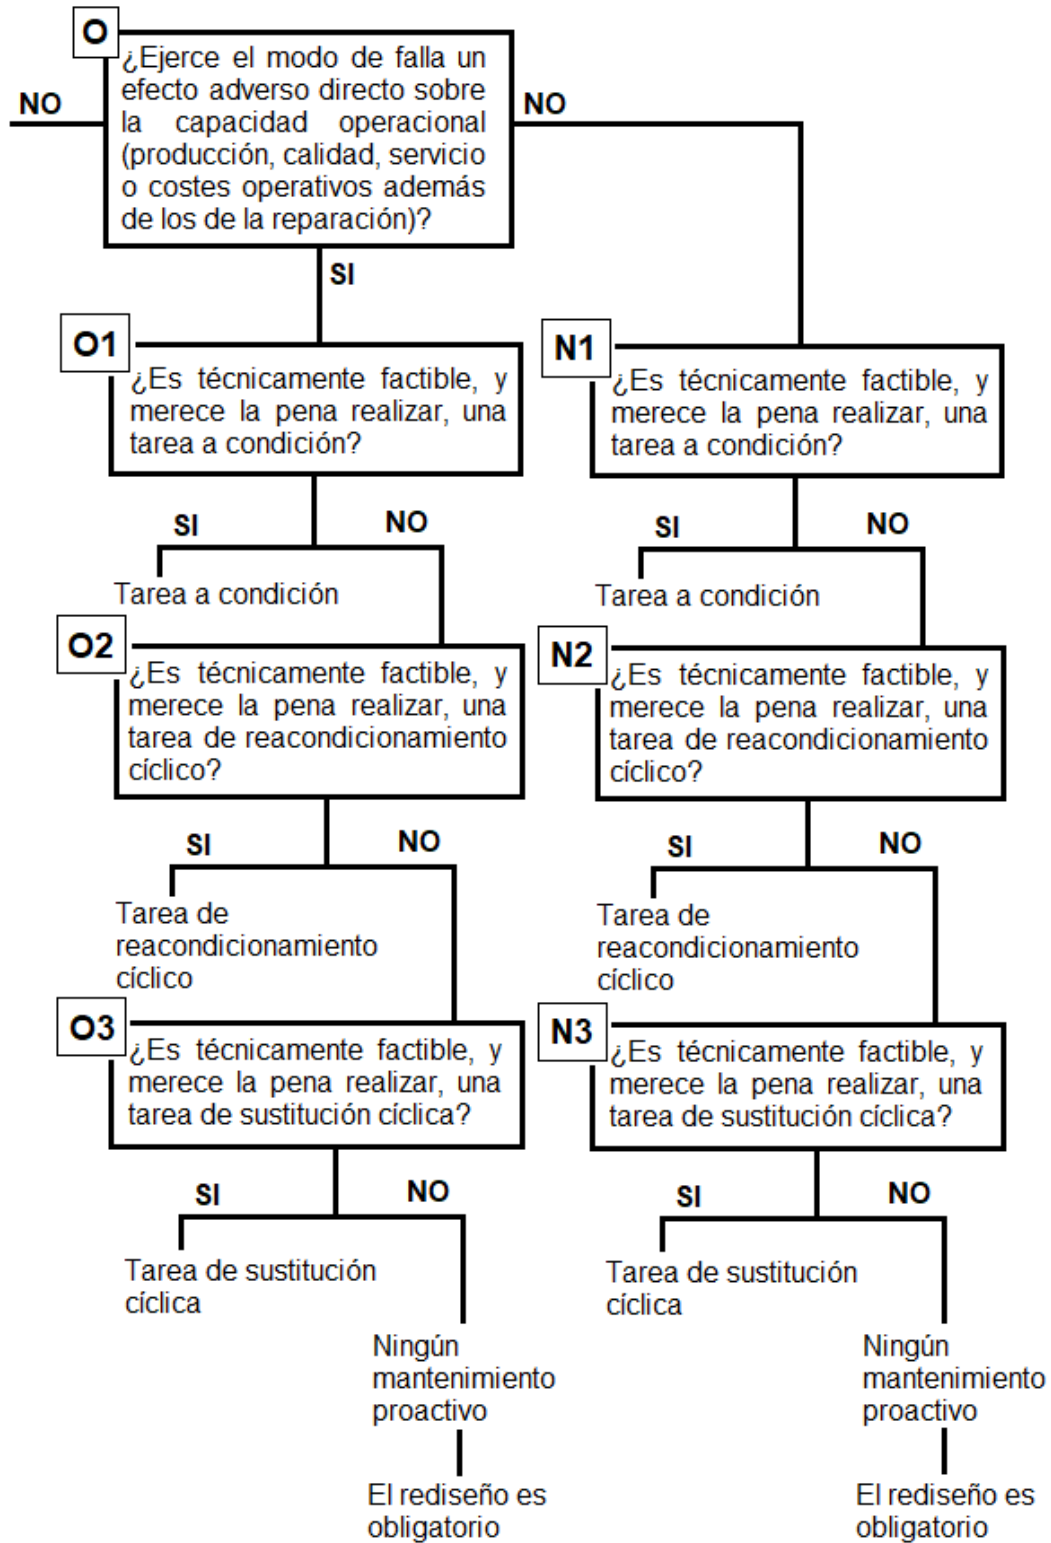 O
¿Ejerce el modo de falla un
efecto adverso directo sobre
la capacidad operacional
(producción, calidad, servicio
o costes operativos además
de los de la reparación)?
NO
NO
SI
O1
¿Es técnicamente factible, y
merece la pena realizar, una
tarea a condición?
SI
NO
Tarea a condición
O2
¿Es técnicamente factible, y
merece la pena realizar, una
tarea de reacondicionamiento
cíclico?
SI
NO
Tarea de
reacondicionamiento
cíclico
O3
¿Es técnicamente factible, y
merece la pena realizar, una
tarea de sustitución cíclica?
SI
NO
Tarea de sustitución
cíclica
Ningún
mantenimiento
proactivo
El rediseño es
obligatorio
N1
¿Es técnicamente factible, y
merece la pena realizar, una
tarea a condición?
SI
NO
Tarea a condición
N2
¿Es técnicamente factible, y
merece la pena realizar, una
tarea de reacondicionamiento
cíclico?
SI
NO
Tarea de
reacondicionamiento
cíclico
N3
¿Es técnicamente factible, y
merece la pena realizar, una
tarea de sustitución cíclica?
SI
NO
Tarea de sustitución
cíclica
Ningún
mantenimiento
proactivo
El rediseño es
obligatorio